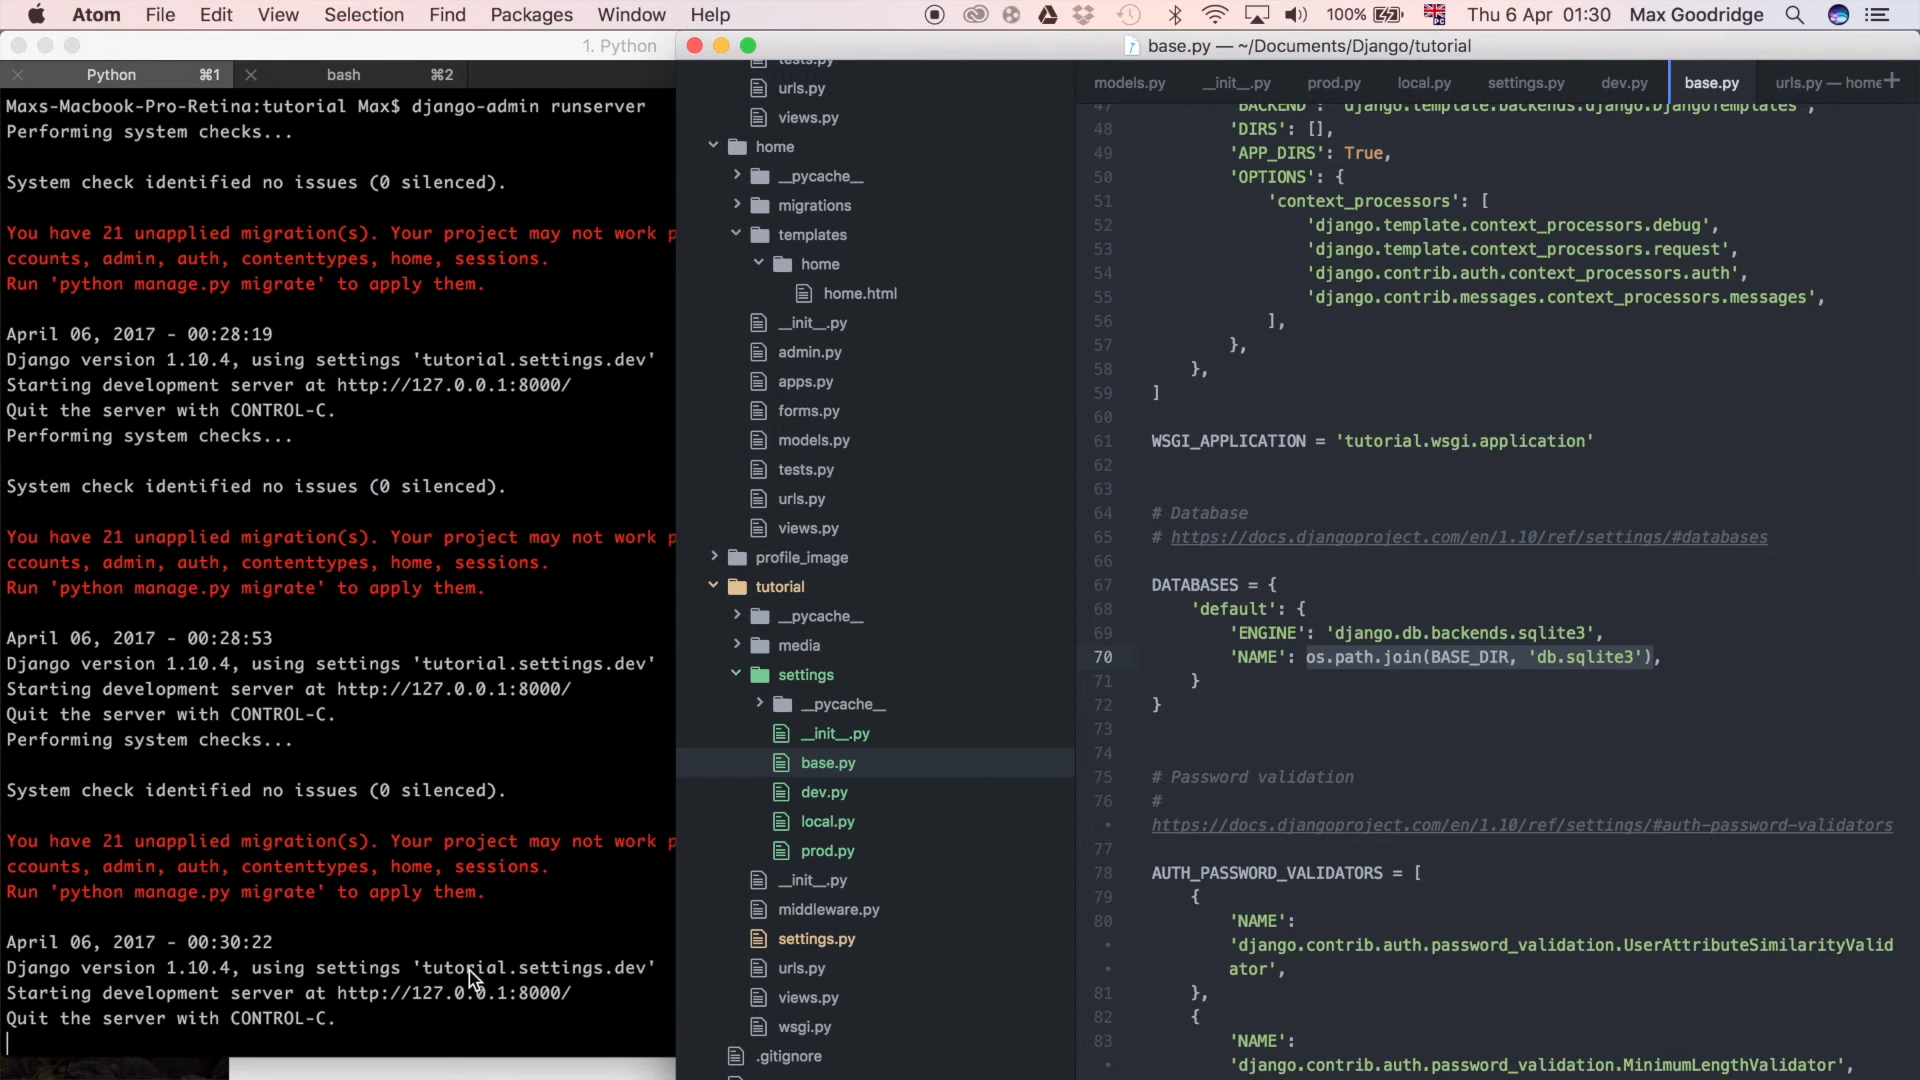 Atom File Edit View Selection Find Packages Window Help 100% Thu 6 Apr 01:30 Max Goodridge
1. Python
Python ⌘1 bash ⌘2
Maxs-Macbook-Pro-Retina:tutorial Max$ django-admin runserver
Performing system checks...
System check identified no issues (0 silenced).
You have 21 unapplied migration(s). Your project may not work p
ccounts, admin, auth, contenttypes, home, sessions.
Run 'python manage.py migrate' to apply them.
April 06, 2017 - 00:28:19
Django version 1.10.4, using settings 'tutorial.settings.dev'
Starting development server at http://127.0.0.1:8000/
Quit the server with CONTROL-C.
Performing system checks...
System check identified no issues (0 silenced).
You have 21 unapplied migration(s). Your project may not work p
ccounts, admin, auth, contenttypes, home, sessions.
Run 'python manage.py migrate' to apply them.
April 06, 2017 - 00:28:53
Django version 1.10.4, using settings 'tutorial.settings.dev'
Starting development server at http://127.0.0.1:8000/
Quit the server with CONTROL-C.
Performing system checks...
System check identified no issues (0 silenced).
You have 21 unapplied migration(s). Your project may not work p
ccounts, admin, auth, contenttypes, home, sessions.
Run 'python manage.py migrate' to apply them.
April 06, 2017 - 00:30:22
Django version 1.10.4, using settings 'tutorial.settings.dev'
Starting development server at http://127.0.0.1:8000/
Quit the server with CONTROL-C.
base.py — ~/Documents/Django/tutorial
tests.py
urls.py
views.py
home
__pycache__
migrations
templates
home
home.html
__init__.py
admin.py
apps.py
forms.py
models.py
tests.py
urls.py
views.py
profile_image
tutorial
__pycache__
media
settings
__pycache__
__init__.py
base.py
dev.py
local.py
prod.py
__init__.py
middleware.py
settings.py
urls.py
views.py
wsgi.py
.gitignore
models.py __init__.py prod.py local.py settings.py dev.py base.py urls.py — home
47 'BACKEND': 'django.template.backends.django.DjangoTemplates',
48 'DIRS': [],
49 'APP_DIRS': True,
50 'OPTIONS': {
51 'context_processors': [
52 'django.template.context_processors.debug',
53 'django.template.context_processors.request',
54 'django.contrib.auth.context_processors.auth',
55 'django.contrib.messages.context_processors.messages',
56 ],
57 },
58 },
59 ]
60
61 WSGI_APPLICATION = 'tutorial.wsgi.application'
62
63
64 # Database
65 # https://docs.djangoproject.com/en/1.10/ref/settings/#databases
66
67 DATABASES = {
68 'default': {
69 'ENGINE': 'django.db.backends.sqlite3',
70 'NAME': os.path.join(BASE_DIR, 'db.sqlite3'),
71 }
72 }
73
74
75 # Password validation
76 #
https://docs.djangoproject.com/en/1.10/ref/settings/#auth-password-validators
77
78 AUTH_PASSWORD_VALIDATORS = [
79 {
80 'NAME':
'django.contrib.auth.password_validation.UserAttributeSimilarityValid
ator',
81 },
82 {
83 'NAME':
'django.contrib.auth.password_validation.MinimumLengthValidator',